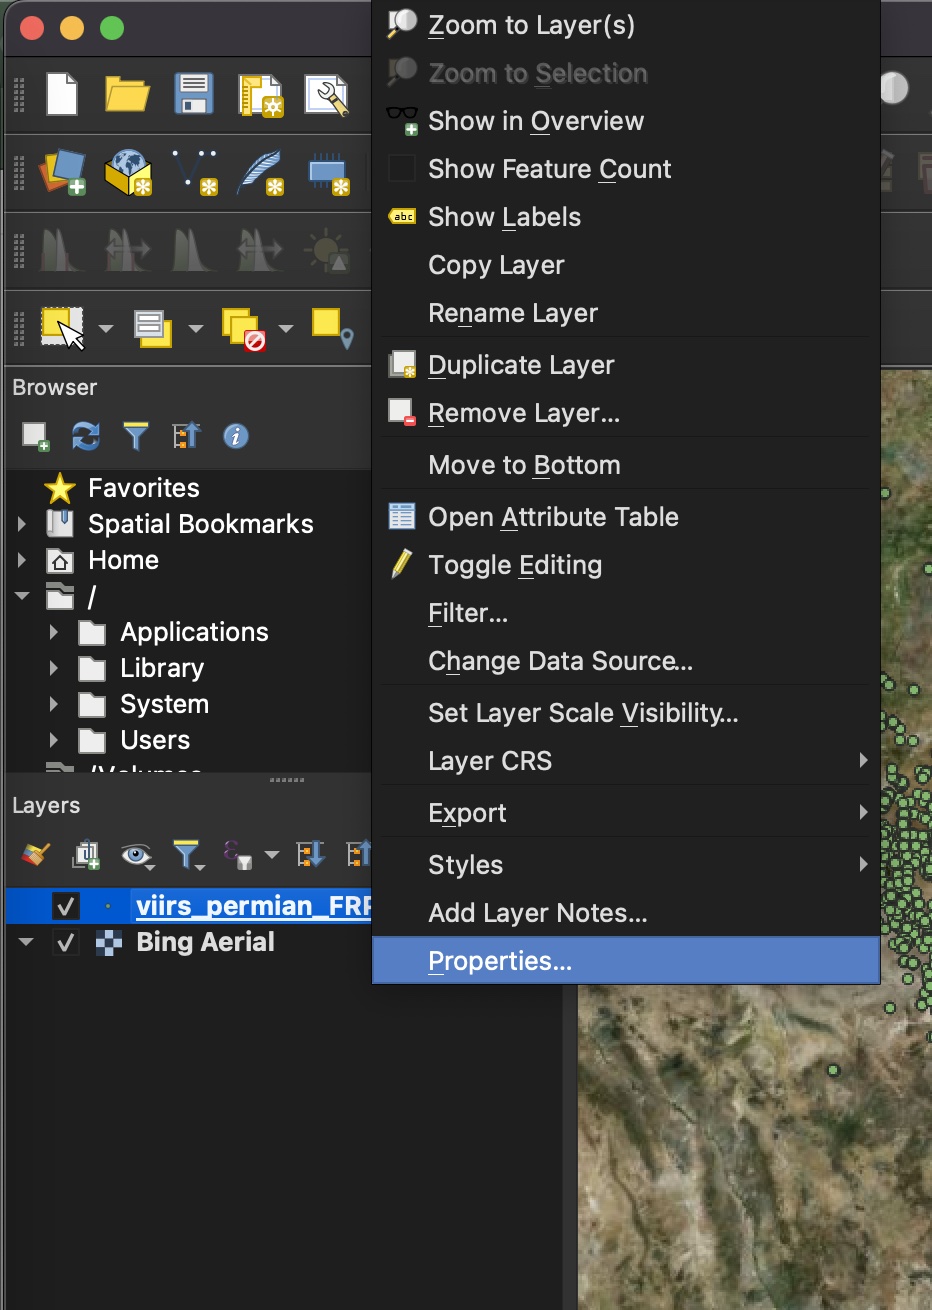 Zoom to Layer(s)
Zoom to Selection
Show in Overview
Show Feature Count
abc
Show Labels
Copy Layer
Rename Layer
Duplicate Layer
Remove Layer...
Move to Bottom
Open Attribute Table
Toggle Editing
Filter...
Change Data Source...
Set Layer Scale Visibility...
Layer CRS
Export
Styles
Add Layer Notes...
Properties...
Browser
Favorites
Spatial Bookmarks
Home
/
Applications
Library
System
Users
/Volumes
Layers
viirs_permian_FRP
Bing Aerial